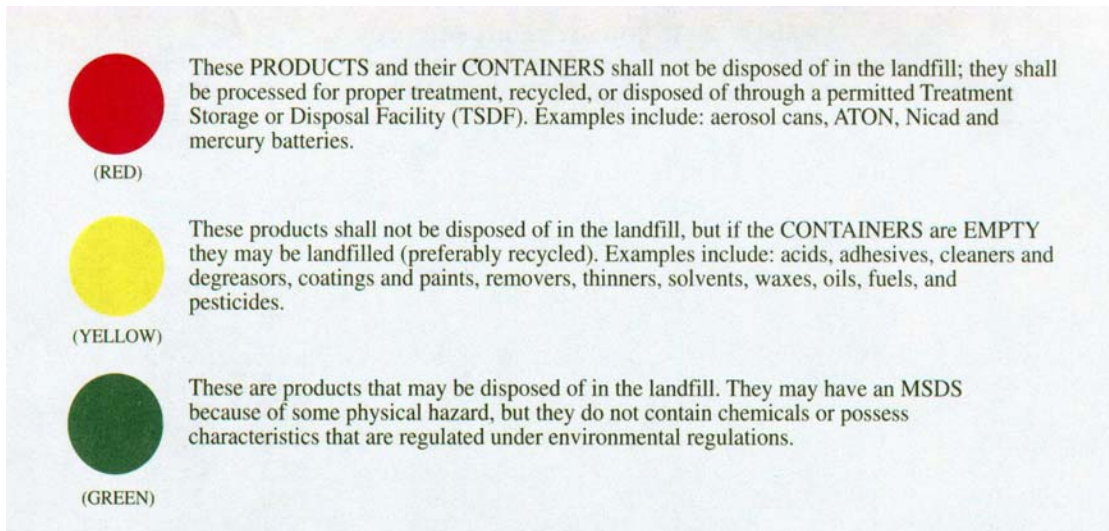 These PRODUCTS and their CONTAINERS shall not be disposed of in the landfill; they shall
be processed for proper treatment, recycled, or disposed of through a permitted Treatment
Storage or Disposal Facility (TSDF). Examples include: aerosol cans, ATON, Nicad and
mercury batteries.
(RED)
These products shall not be disposed of in the landfill, but if the CONTAINERS are EMPTY
they may be landfilled (preferably recycled). Examples include: acids, adhesives, cleaners and
degreasors, coatings and paints, removers, thinners, solvents, waxes, oils, fuels, and
pesticides.
(YELLOW)
These are products that may be disposed of in the landfill. They may have an MSDS
because of some physical hazard, but they do not contain chemicals or possess
characteristics that are regulated under environmental regulations.
(GREEN)